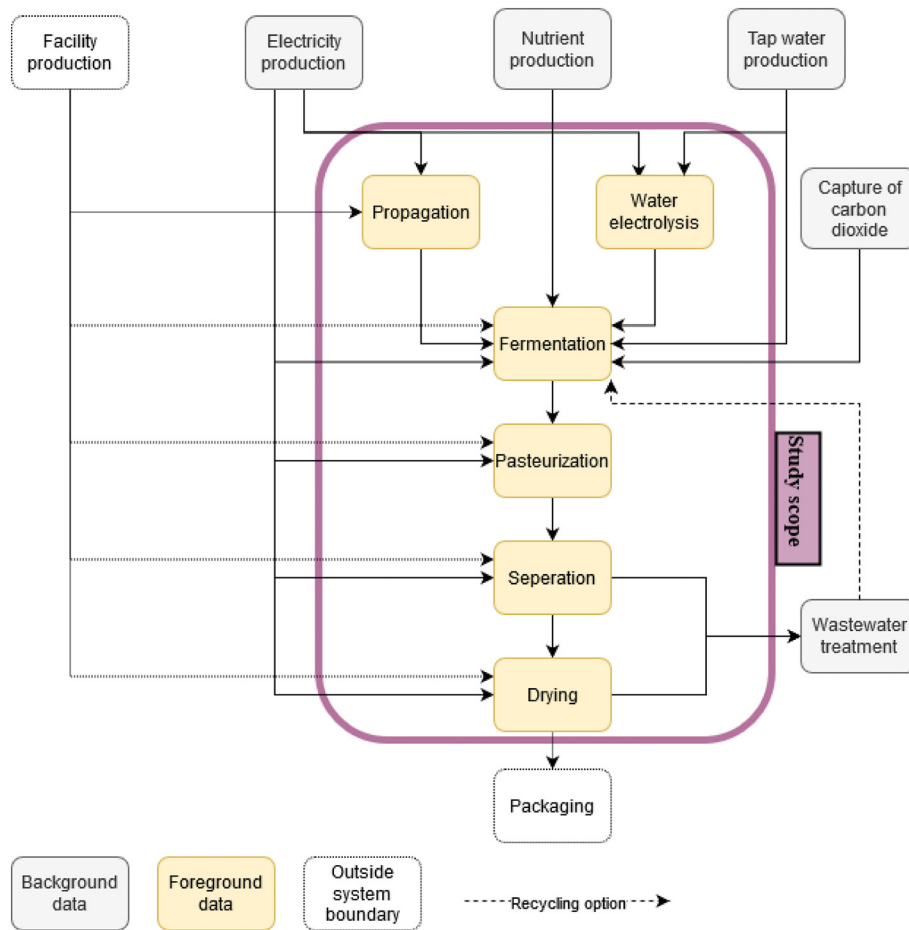 Facility
production
Electricity
production
Nutrient
production
Tap water
production
Propagation
Water
electrolysis
Capture of
carbon
dioxide
Fermentation
Pasteurization
Study scope
Seperation
Wastewater
treatment
Drying
Packaging
Background
data
Foreground
data
Outside
system
boundary
Recycling option